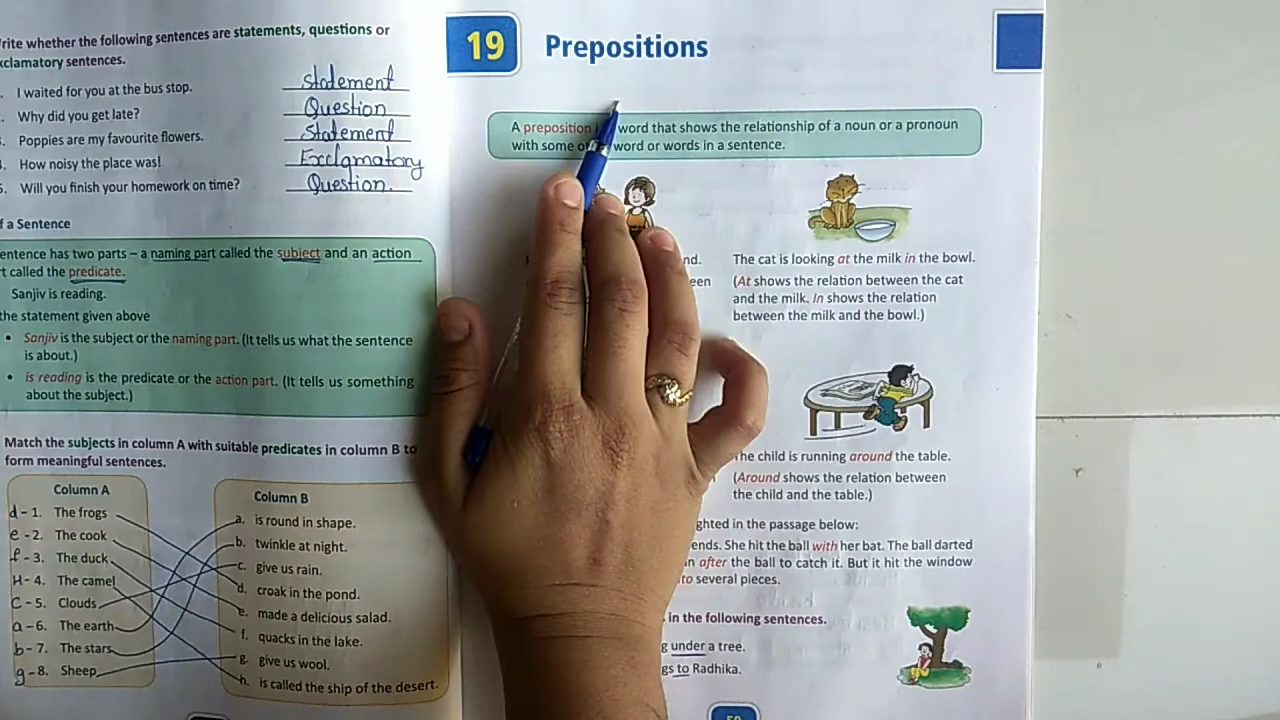 rite whether the following sentences are statements, questions or
xclamatory sentences.
I waited for you at the bus stop. statement
Why did you get late? Question
Poppies are my favourite flowers. Statement
How noisy the place was! Exclamatory
Will you finish your homework on time? Question.
f a Sentence
entence has two parts – a naming part called the subject and an action
t called the predicate.
Sanjiv is reading.
the statement given above
• Sanjiv is the subject or the naming part. (It tells us what the sentence
is about.)
• is reading is the predicate or the action part. (It tells us something
about the subject.)
Match the subjects in column A with suitable predicates in column B to
form meaningful sentences.
Column A
d - 1. The frogs
e - 2. The cook
f - 3. The duck
H - 4. The camel
C - 5. Clouds
a - 6. The earth
b - 7. The stars
g - 8. Sheep
Column B
a. is round in shape.
b. twinkle at night.
c. give us rain.
d. croak in the pond.
e. made a delicious salad.
f. quacks in the lake.
g. give us wool.
h. is called the ship of the desert.
19 Prepositions
A preposition word that shows the relationship of a noun or a pronoun
with some word or words in a sentence.
nd.
een
The cat is looking at the milk in the bowl.
(At shows the relation between the cat
and the milk. In shows the relation
between the milk and the bowl.)
The child is running around the table.
(Around shows the relation between
the child and the table.)
ghted in the passage below:
ends. She hit the ball with her bat. The ball darted
n after the ball to catch it. But it hit the window
to several pieces.
in the following sentences.
g under a tree.
gs to Radhika.